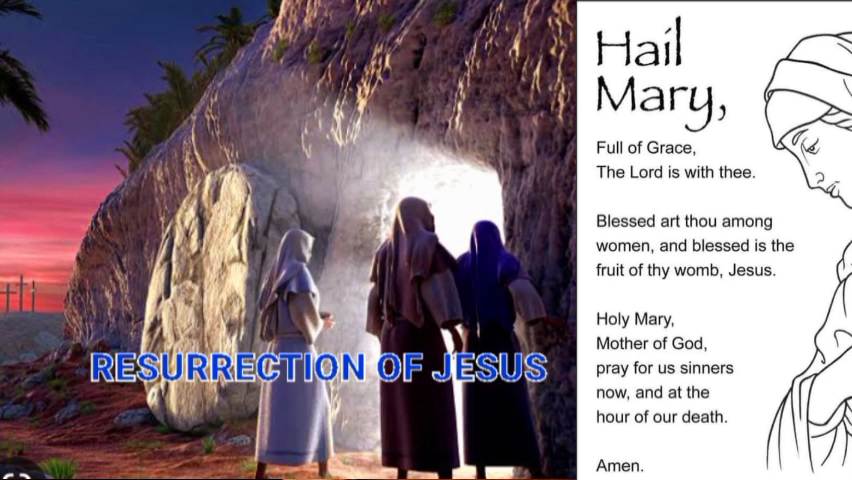 RESURRECTION OF JESUS
Hail
Mary,
Full of Grace,
The Lord is with thee.
Blessed art thou among
women, and blessed is the
fruit of thy womb, Jesus.
Holy Mary,
Mother of God,
pray for us sinners
now, and at the
hour of our death.
Amen.